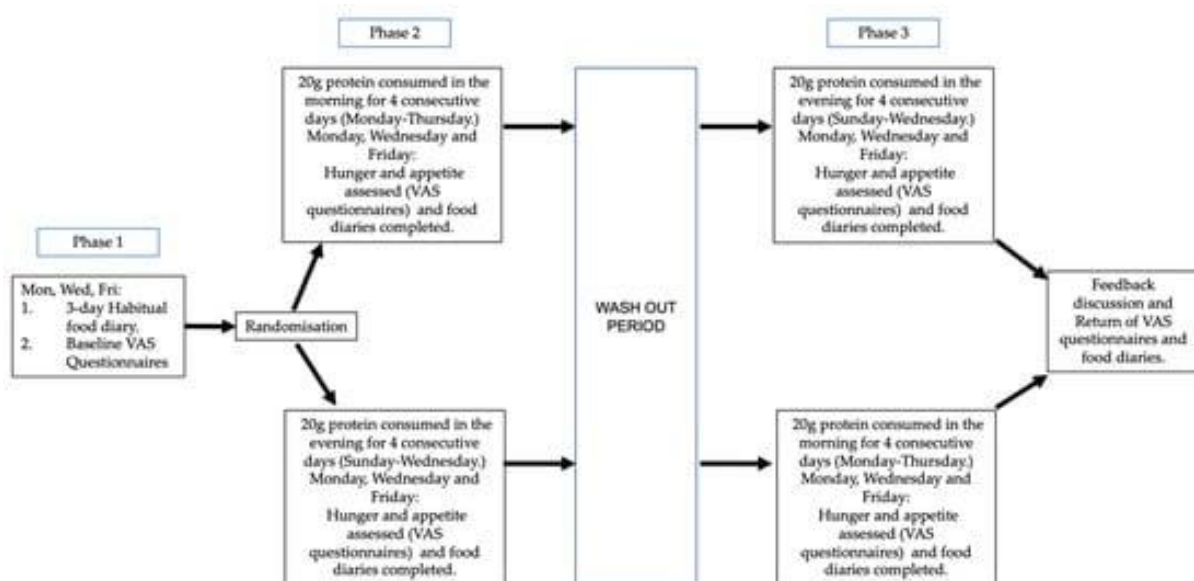 Phase 1
Mon, Wed, Fri:
1. 3-day Habitual
food diary.
2. Baseline VAS
Questionnaires
Randomisation
Phase 2
20g protein consumed in the
morning for 4 consecutive
days (Monday-Thursday.)
Monday, Wednesday and
Friday:
Hunger and appetite
assessed (VAS
questionnaires) and food
diaries completed.
20g protein consumed in the
evening for 4 consecutive
days (Sunday-Wednesday.)
Monday, Wednesday and
Friday:
Hunger and appetite
assessed (VAS
questionnaires) and food
diaries completed.
WASH OUT
PERIOD
Phase 3
20g protein consumed in the
evening for 4 consecutive
days (Sunday-Wednesday.)
Monday, Wednesday and
Friday:
Hunger and appetite
assessed (VAS
questionnaires) and food
diaries completed.
20g protein consumed in the
morning for 4 consecutive
days (Monday-Thursday.)
Monday, Wednesday and
Friday:
Hunger and appetite
assessed (VAS
questionnaires) and food
diaries completed.
Feedback
discussion and
Return of VAS
questionnaires and
food diaries.